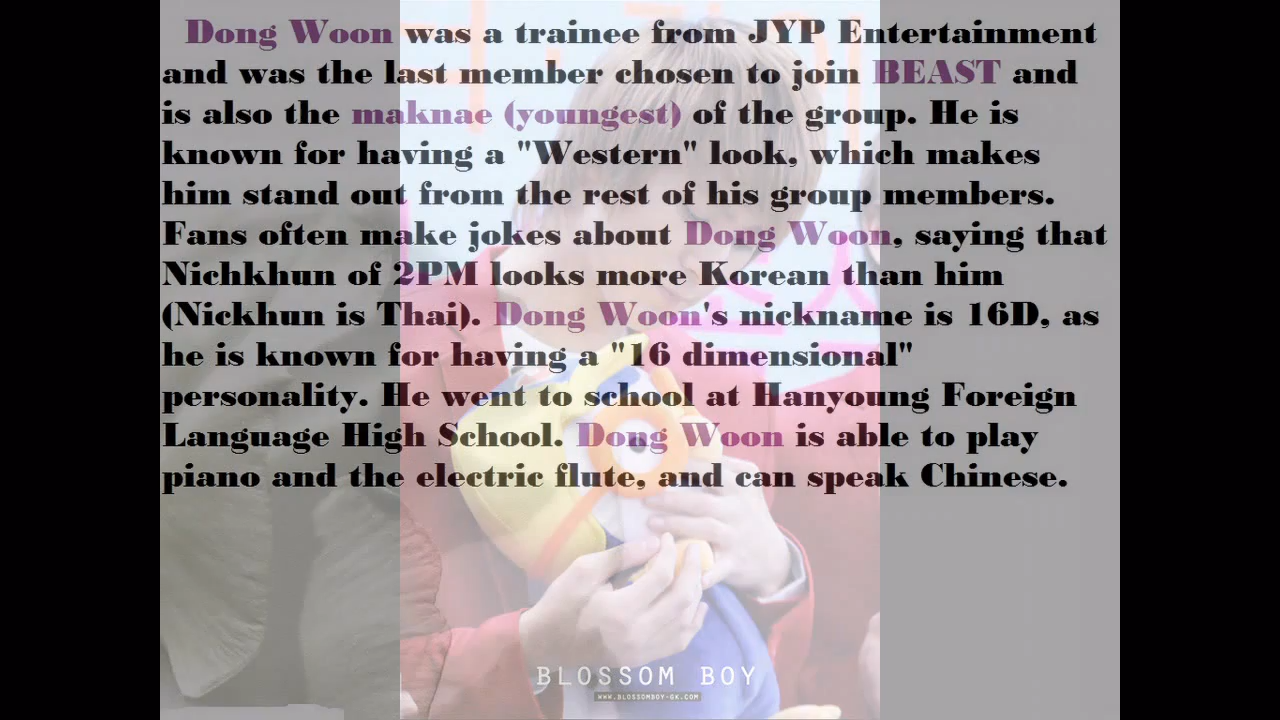 Dong Woon was a trainee from JYP Entertainment
and was the last member chosen to join BEAST and
is also the maknae (youngest) of the group. He is
known for having a "Western" look, which makes
him stand out from the rest of his group members.
Fans often make jokes about Dong Woon, saying that
Nichkhun of 2PM looks more Korean than him
(Nickhun is Thai). Dong Woon's nickname is 16D, as
he is known for having a "16 dimensional"
personality. He went to school at Hanyoung Foreign
Language High School. Dong Woon is able to play
piano and the electric flute, and can speak Chinese.
BLOSSOM BOY
WWW.BLOSSOMBOY-GK.COM